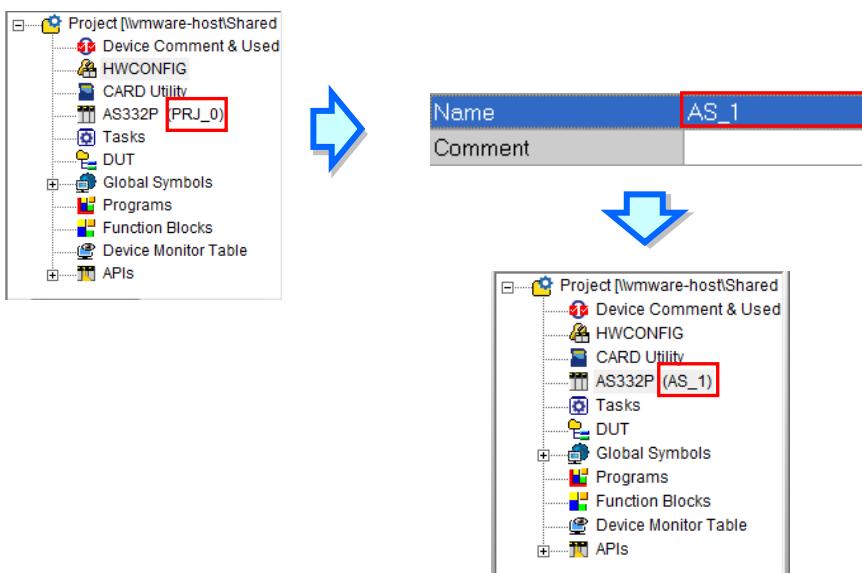 Project [\\vmware-host\Shared
Device Comment & Used
HWCONFIG
CARD Utility
AS332P (PRJ_0)
Tasks
DUT
Global Symbols
Programs
Function Blocks
Device Monitor Table
APIs
Name AS_1
Comment
Project [\\vmware-host\Shared
Device Comment & Used
HWCONFIG
CARD Utility
AS332P (AS_1)
Tasks
DUT
Global Symbols
Programs
Function Blocks
Device Monitor Table
APIs